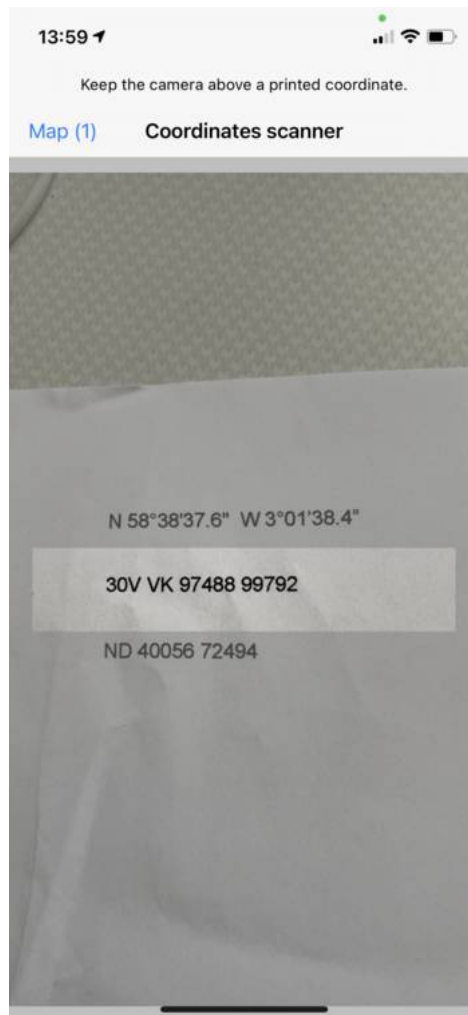 13:59
Keep the camera above a printed coordinate.
Map (1) Coordinates scanner
N 58°38'37.6" W 3°01'38.4"
30V VK 97488 99792
ND 40056 72494